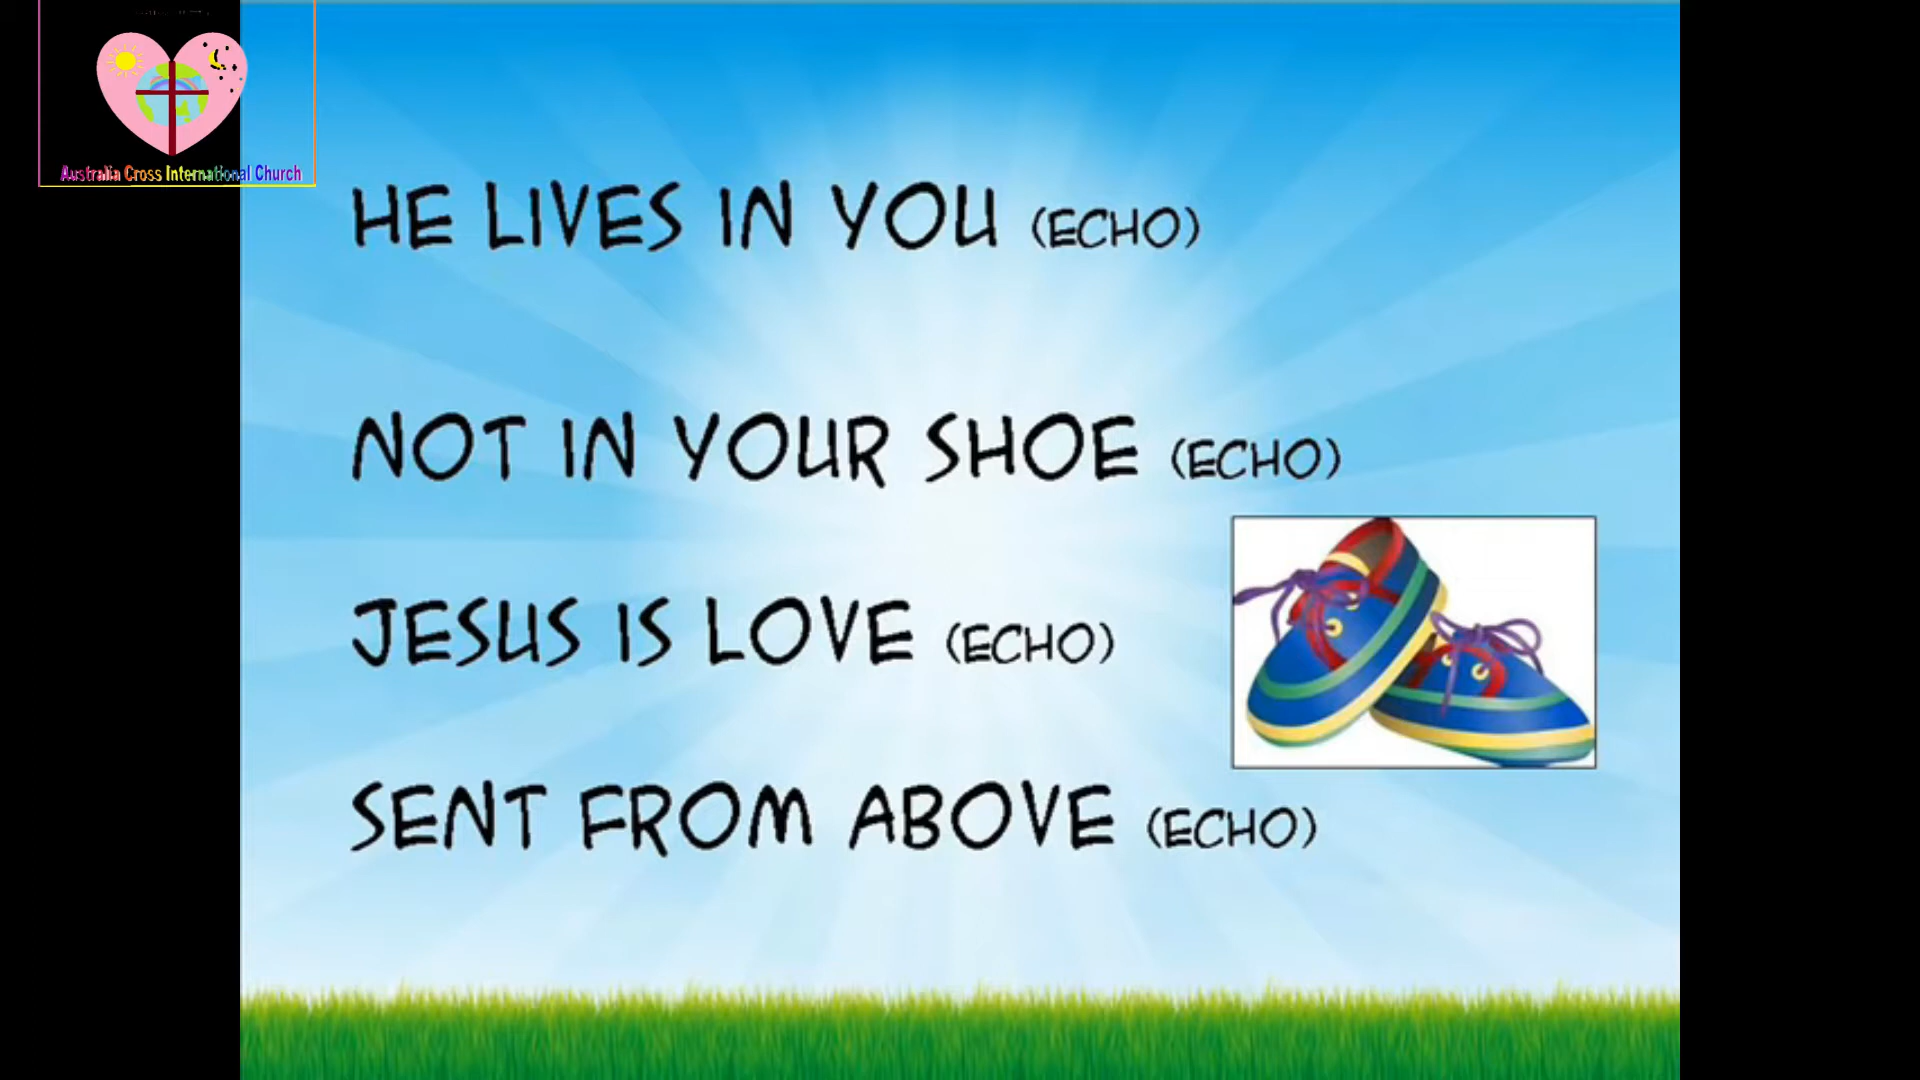 Australia Cross International Church
HE LIVES IN YOU (ECHO)
NOT IN YOUR SHOE (ECHO)
JESUS IS LOVE (ECHO)
SENT FROM ABOVE (ECHO)